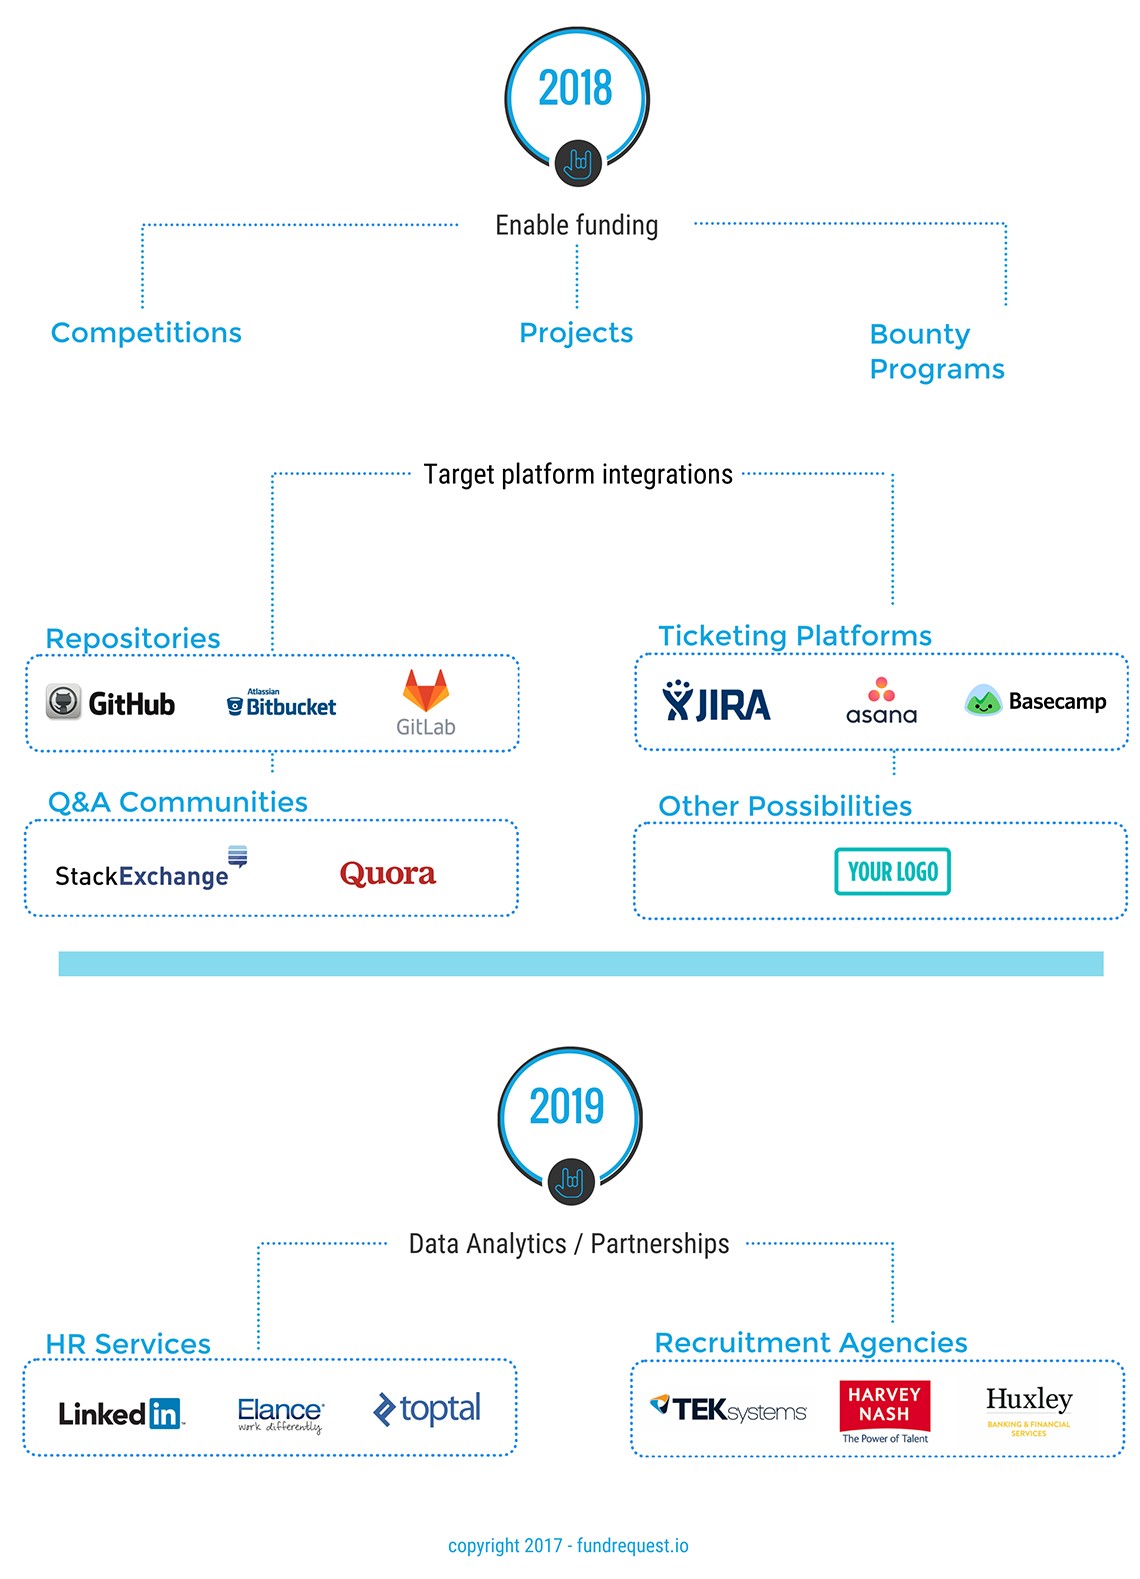 2018
Enable funding
Competitions
Projects
Bounty
Programs
Target platform integrations
Repositories
GitHub
Atlassian
Bitbucket
GitLab
Ticketing Platforms
JIRA
asana
Basecamp
Q&A Communities
StackExchange
Quora
Other Possibilities
YOUR LOGO
2019
Data Analytics / Partnerships
HR Services
Linkedin
Elance
work differently
toptal
Recruitment Agencies
TEKsystems
HARVEY
NASH
The Power of Talent
Huxley
BANKING & FINANCIAL
SERVICES
copyright 2017 - fundrequest.io